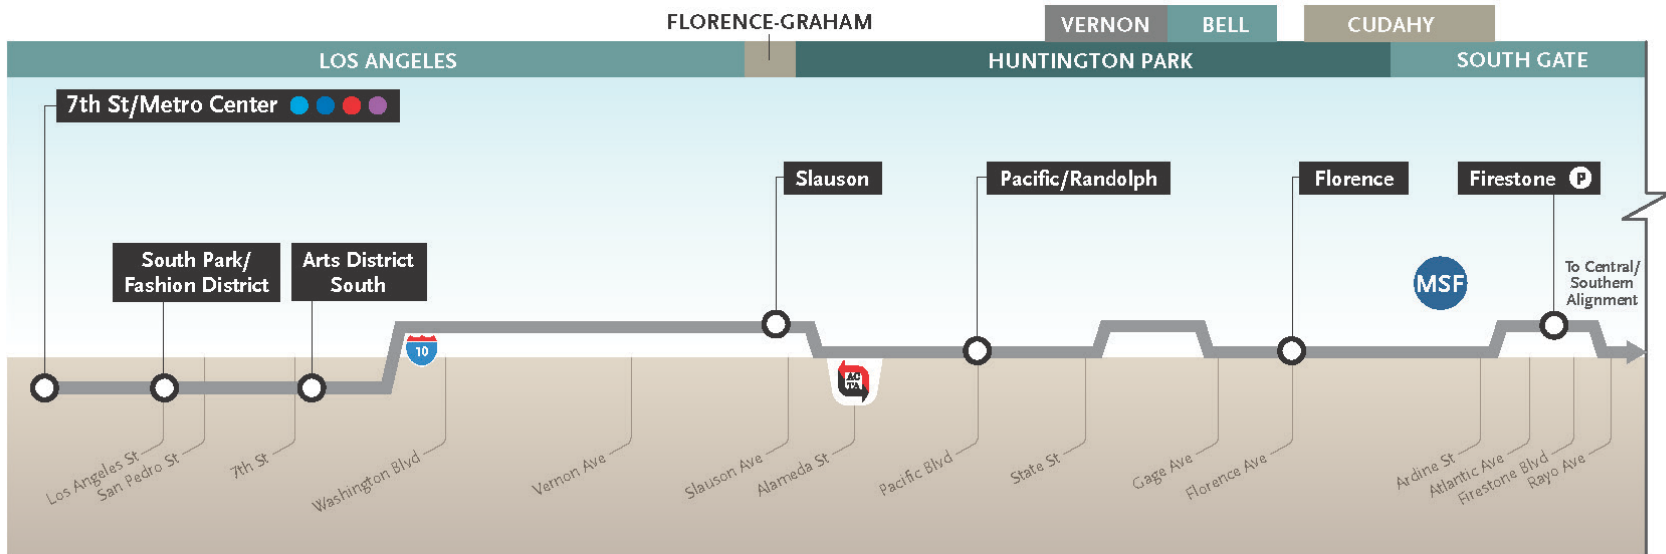 FLORENCE-GRAHAM
VERNON
BELL
CUDAHY
LOS ANGELES
HUNTINGTON PARK
SOUTH GATE
7th St/Metro Center
Slauson
Pacific/Randolph
Florence
Firestone P
South Park/
Fashion District
Arts District
South
MSF
To Central/
Southern
Alignment
10
AC
TA
Los Angeles St
San Pedro St
7th St
Washington Blvd
Vernon Ave
Slauson Ave
Alameda St
Pacific Blvd
State St
Gage Ave
Florence Ave
Ardine St
Atlantic Ave
Firestone Blvd
Rayo Ave